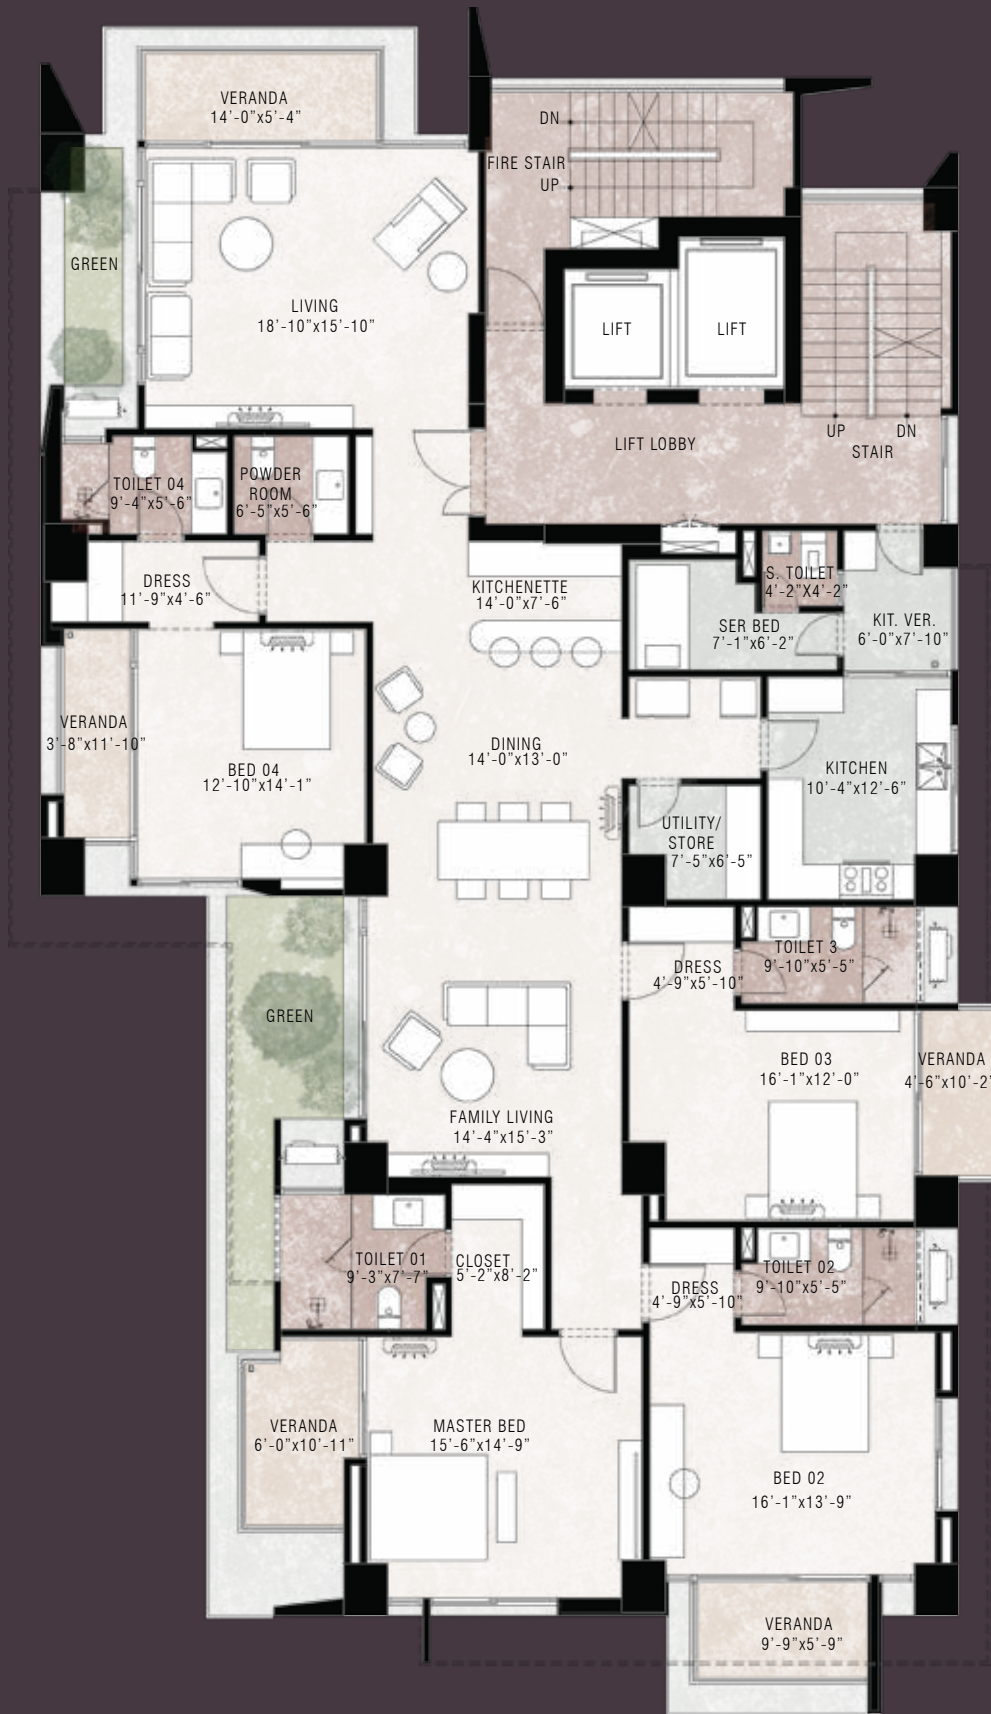 VERANDA
14'-0"x5'-4"
DN
FIRE STAIR
UP
GREEN
LIVING
18'-10"x15'-10"
LIFT
LIFT
LIFT LOBBY
UP
DN
STAIR
TOILET 04
9'-4"x5'-6"
POWDER
ROOM
6'-5"x5'-6"
DRESS
11'-9"x4'-6"
KITCHENETTE
14'-0"x7'-6"
S. TOILET
4'-2"X4'-2"
SER BED
7'-1"x6'-2"
KIT. VER.
6'-0"x7'-10"
VERANDA
3'-8"x11'-10"
BED 04
12'-10"x14'-1"
DINING
14'-0"x13'-0"
KITCHEN
10'-4"x12'-6"
UTILITY/
STORE
7'-5"x6'-5"
TOILET 3
9'-10"x5'-5"
DRESS
4'-9"x5'-10"
GREEN
BED 03
16'-1"x12'-0"
VERANDA
4'-6"x10'-2"
FAMILY LIVING
14'-4"x15'-3"
TOILET 01
9'-3"x7'-7"
CLOSET
5'-2"x8'-2"
TOILET 02
9'-10"x5'-5"
DRESS
4'-9"x5'-10"
VERANDA
6'-0"x10'-11"
MASTER BED
15'-6"x14'-9"
BED 02
16'-1"x13'-9"
VERANDA
9'-9"x5'-9"